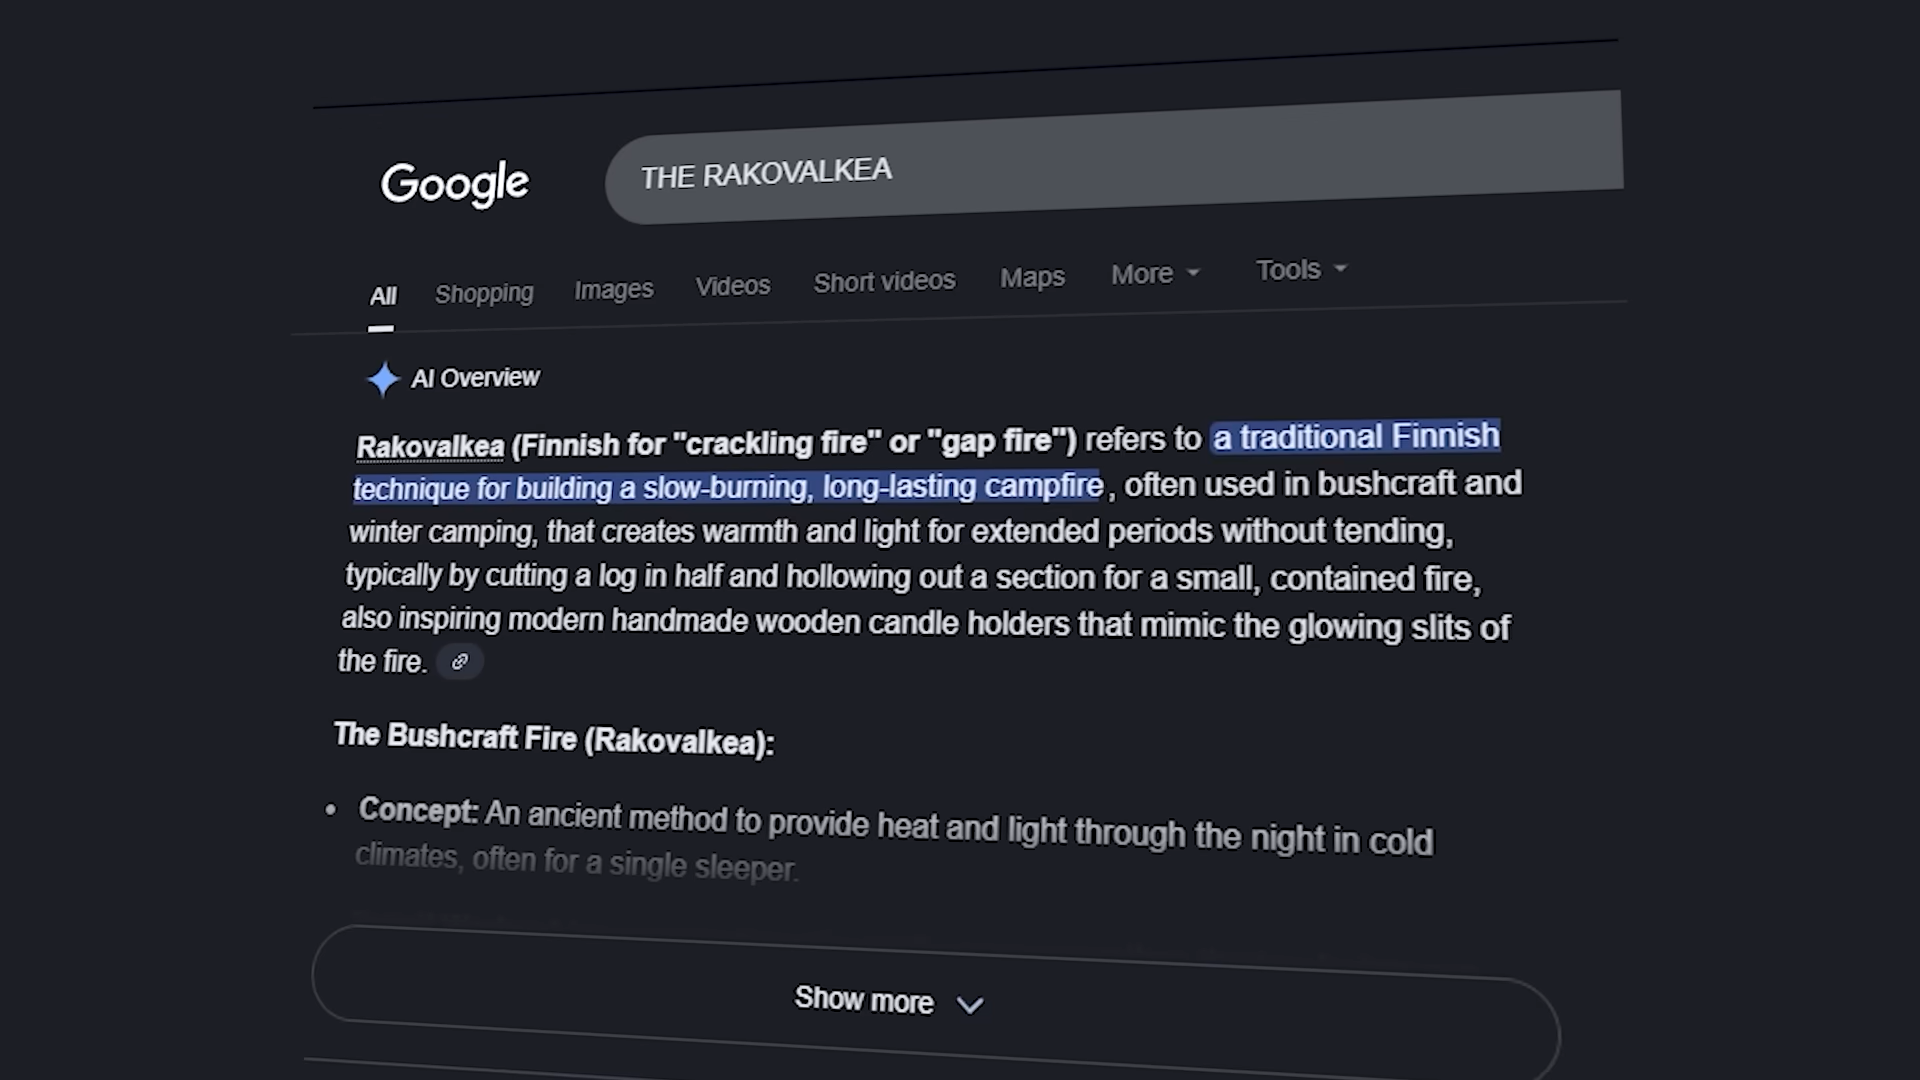 Google
THE RAKOVALKEA
All Shopping Images Videos Short videos Maps More Tools
AI Overview
Rakovalkea (Finnish for "crackling fire" or "gap fire") refers to a traditional Finnish
technique for building a slow-burning, long-lasting campfire, often used in bushcraft and
winter camping, that creates warmth and light for extended periods without tending,
typically by cutting a log in half and hollowing out a section for a small, contained fire,
also inspiring modern handmade wooden candle holders that mimic the glowing slits of
the fire.
The Bushcraft Fire (Rakovalkea):
• Concept: An ancient method to provide heat and light through the night in cold
climates, often for a single sleeper.
Show more